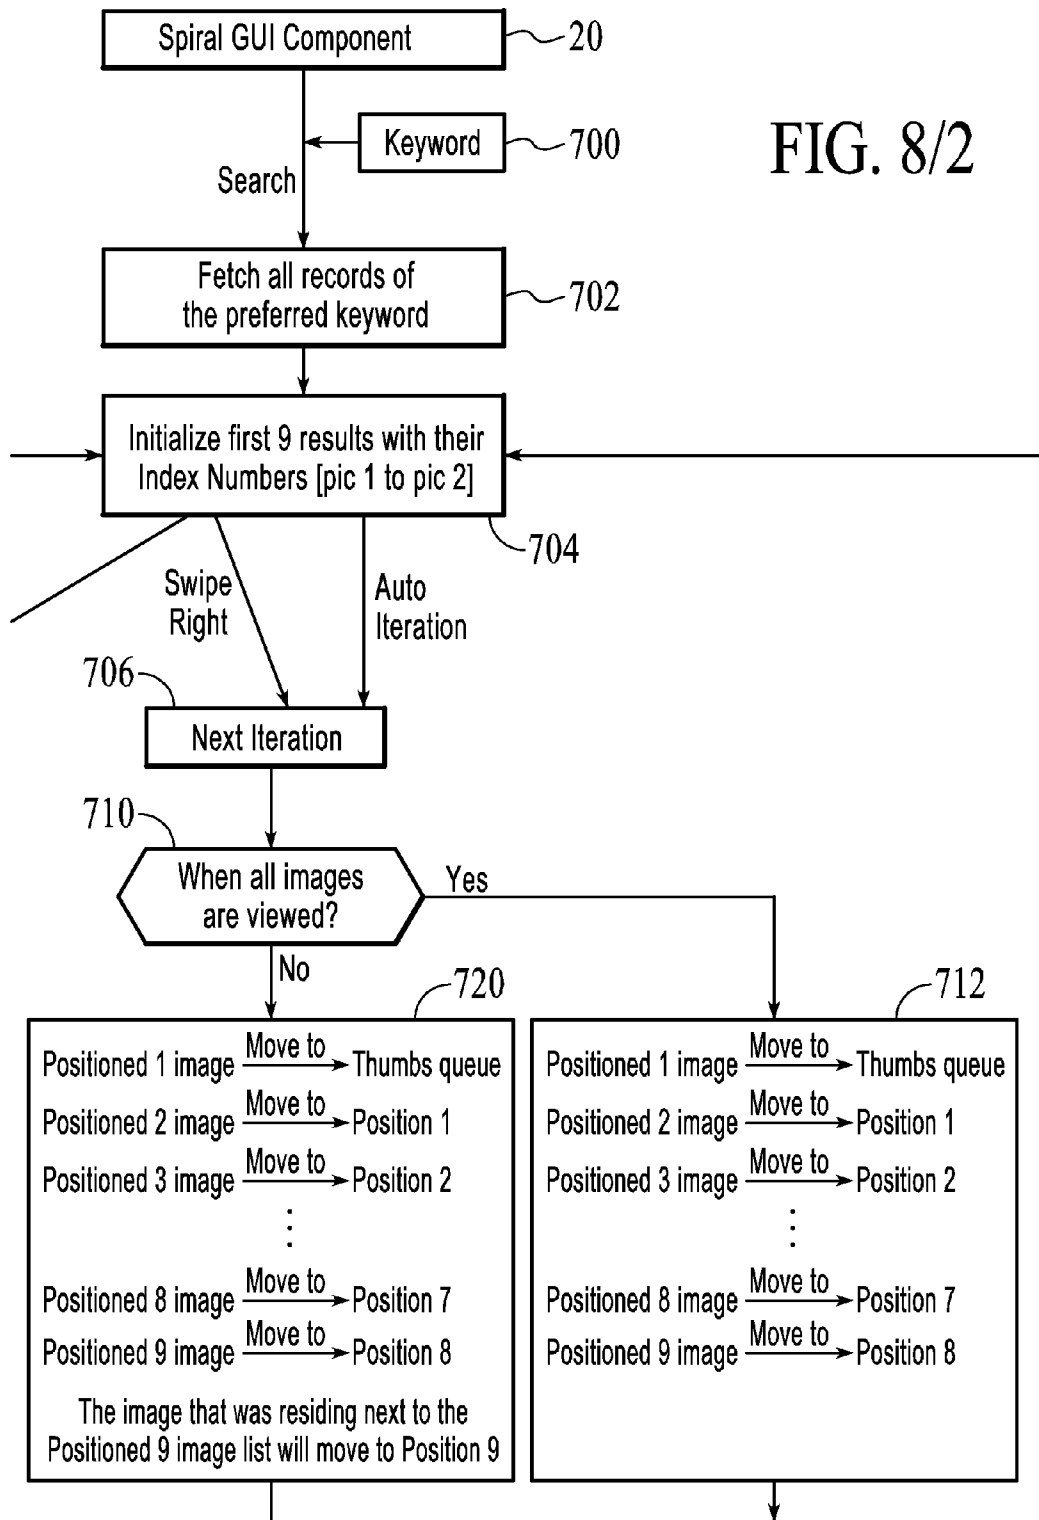 Spiral GUI Component
20
Keyword
700
FIG. 8/2
Search
Fetch all records of
the preferred keyword
702
Initialize first 9 results with their
Index Numbers [pic 1 to pic 2]
704
Swipe
Right
Auto
Iteration
706
Next Iteration
710
When all images
are viewed?
Yes
No
720
Positioned 1 image Move to Thumbs queue
Positioned 2 image Move to Position 1
Positioned 3 image Move to Position 2
⋮
Positioned 8 image Move to Position 7
Positioned 9 image Move to Position 8
The image that was residing next to the
Positioned 9 image list will move to Position 9
712
Positioned 1 image Move to Thumbs queue
Positioned 2 image Move to Position 1
Positioned 3 image Move to Position 2
⋮
Positioned 8 image Move to Position 7
Positioned 9 image Move to Position 8